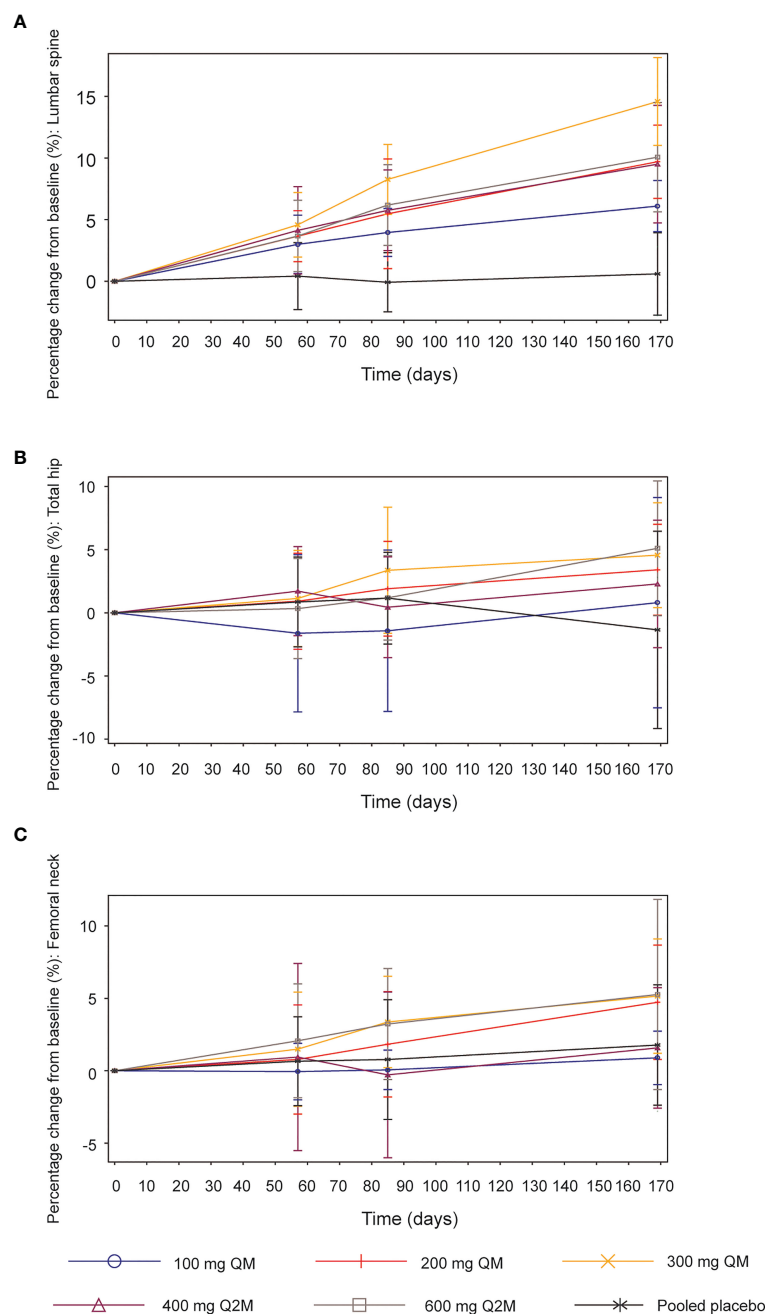 A
Percentage change from baseline (%): Lumbar spine
15
10
5
0
0 10 20 30 40 50 60 70 80 90 100 110 120 130 140 150 160 170
Time (days)
B
Percentage change from baseline (%): Total hip
10
5
0
-5
-10
0 10 20 30 40 50 60 70 80 90 100 110 120 130 140 150 160 170
Time (days)
C
Percentage change from baseline (%): Femoral neck
10
5
0
-5
0 10 20 30 40 50 60 70 80 90 100 110 120 130 140 150 160 170
Time (days)
100 mg QM 200 mg QM 300 mg QM
400 mg Q2M 600 mg Q2M Pooled placebo